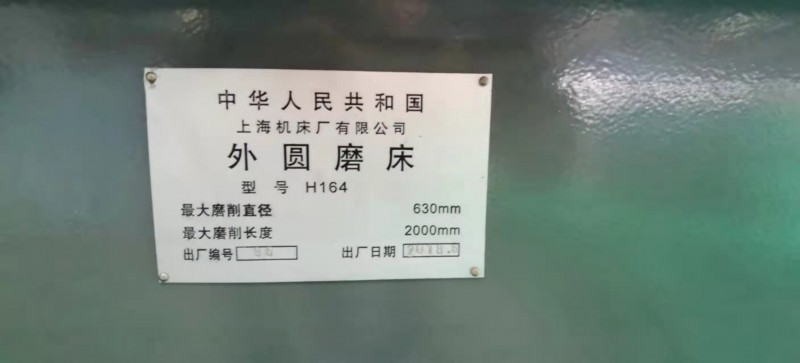 中华人民共和国
上海机床厂有限公司
外圆磨床
型号 H164
最大磨削直径 630mm
最大磨削长度 2000mm
出厂编号 出厂日期